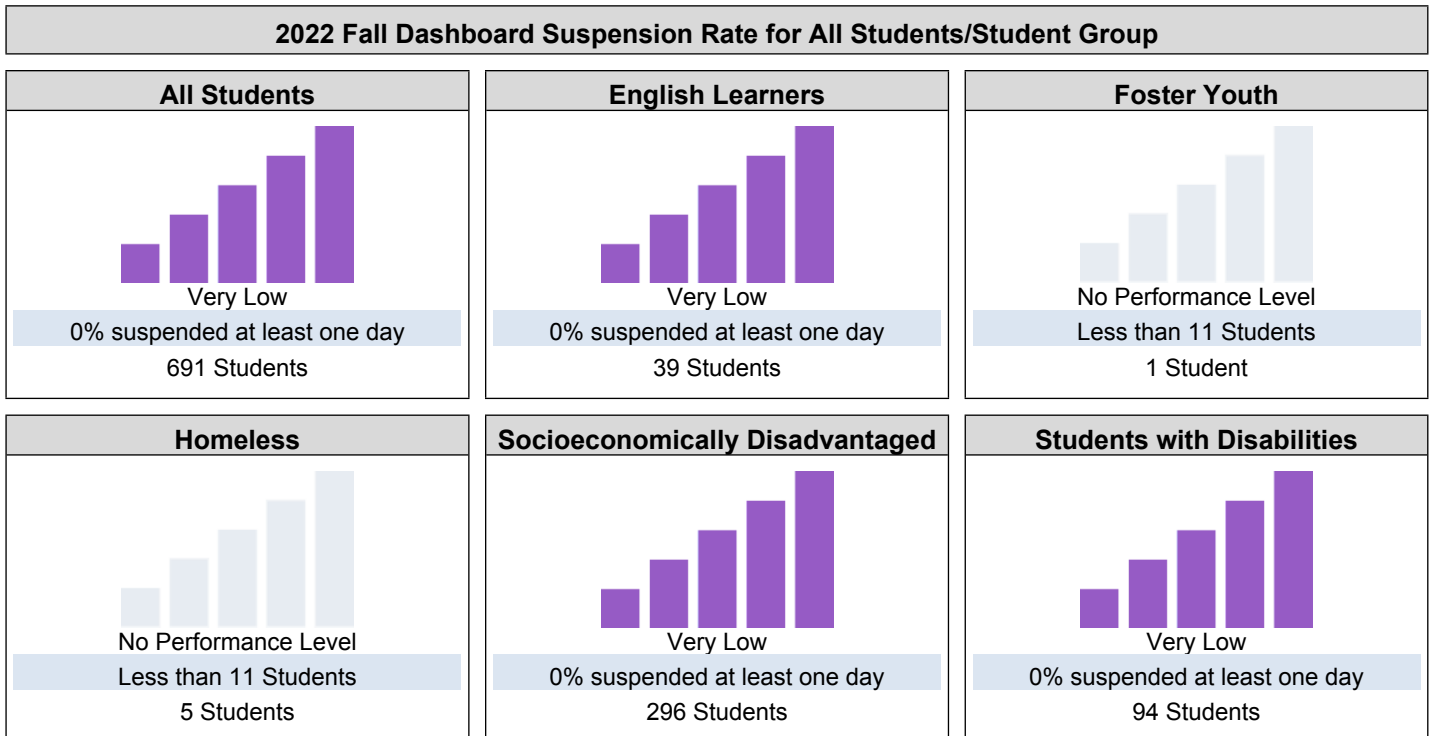 2022 Fall Dashboard Suspension Rate for All Students/Student Group
All Students
Very Low
0% suspended at least one day
691 Students
English Learners
Very Low
0% suspended at least one day
39 Students
Foster Youth
No Performance Level
Less than 11 Students
1 Student
Homeless
No Performance Level
Less than 11 Students
5 Students
Socioeconomically Disadvantaged
Very Low
0% suspended at least one day
296 Students
Students with Disabilities
Very Low
0% suspended at least one day
94 Students